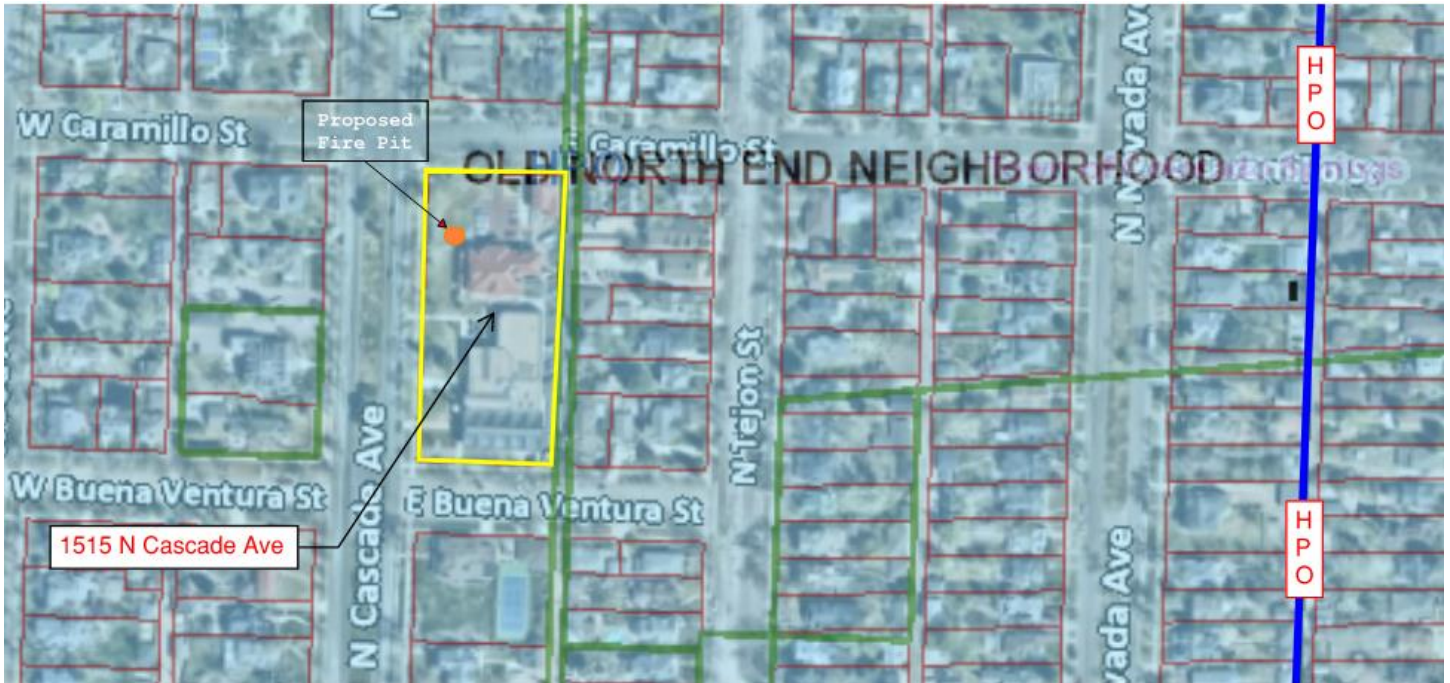 W Caramillo St
Proposed
Fire Pit
Caramillo St
OLD NORTH END NEIGHBORHOOD
N Nevada Ave
H
P
O
N Tejon St
N Cascade Ave
W Buena Ventura St
E Buena Ventura St
1515 N Cascade Ave
H
P
O
vada Ave